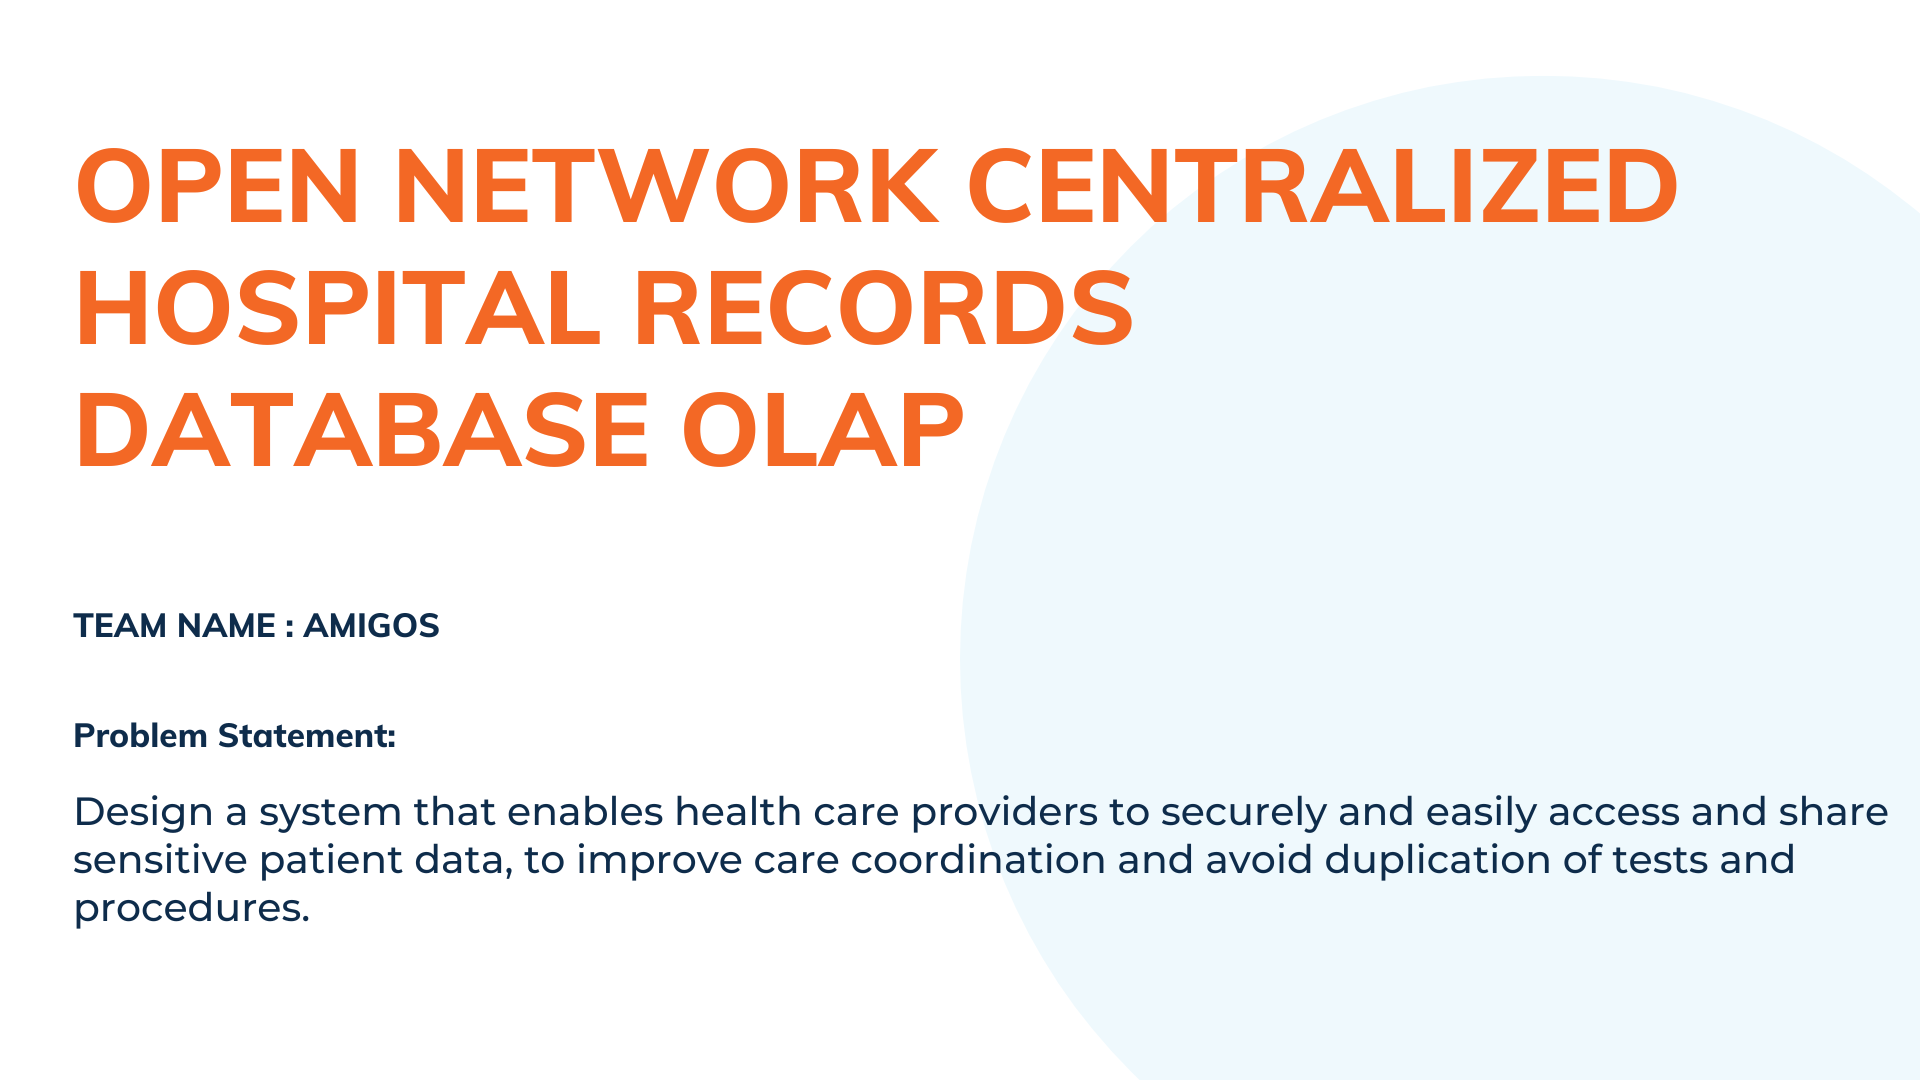 OPEN NETWORK CENTRALIZED
HOSPITAL RECORDS
DATABASE OLAP
TEAM NAME : AMIGOS
Problem Statement:
Design a system that enables health care providers to securely and easily access and share
sensitive patient data, to improve care coordination and avoid duplication of tests and
procedures.